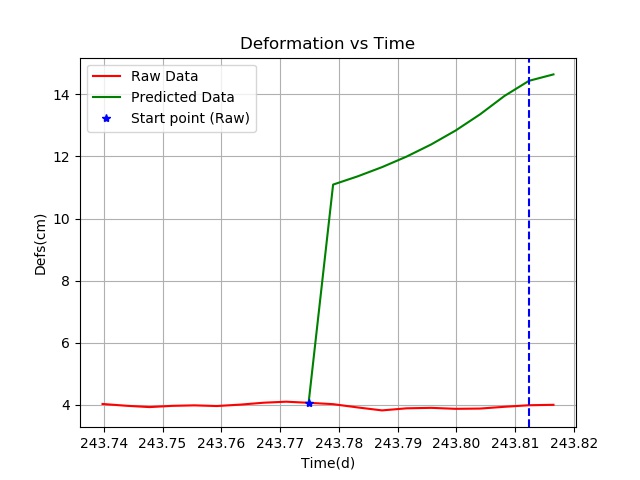 Deformation vs Time
Raw Data
Predicted Data
Start point (Raw)
Defs(cm)
14
12
10
8
6
4
243.74 243.75 243.76 243.77 243.78 243.79 243.80 243.81 243.82
Time(d)